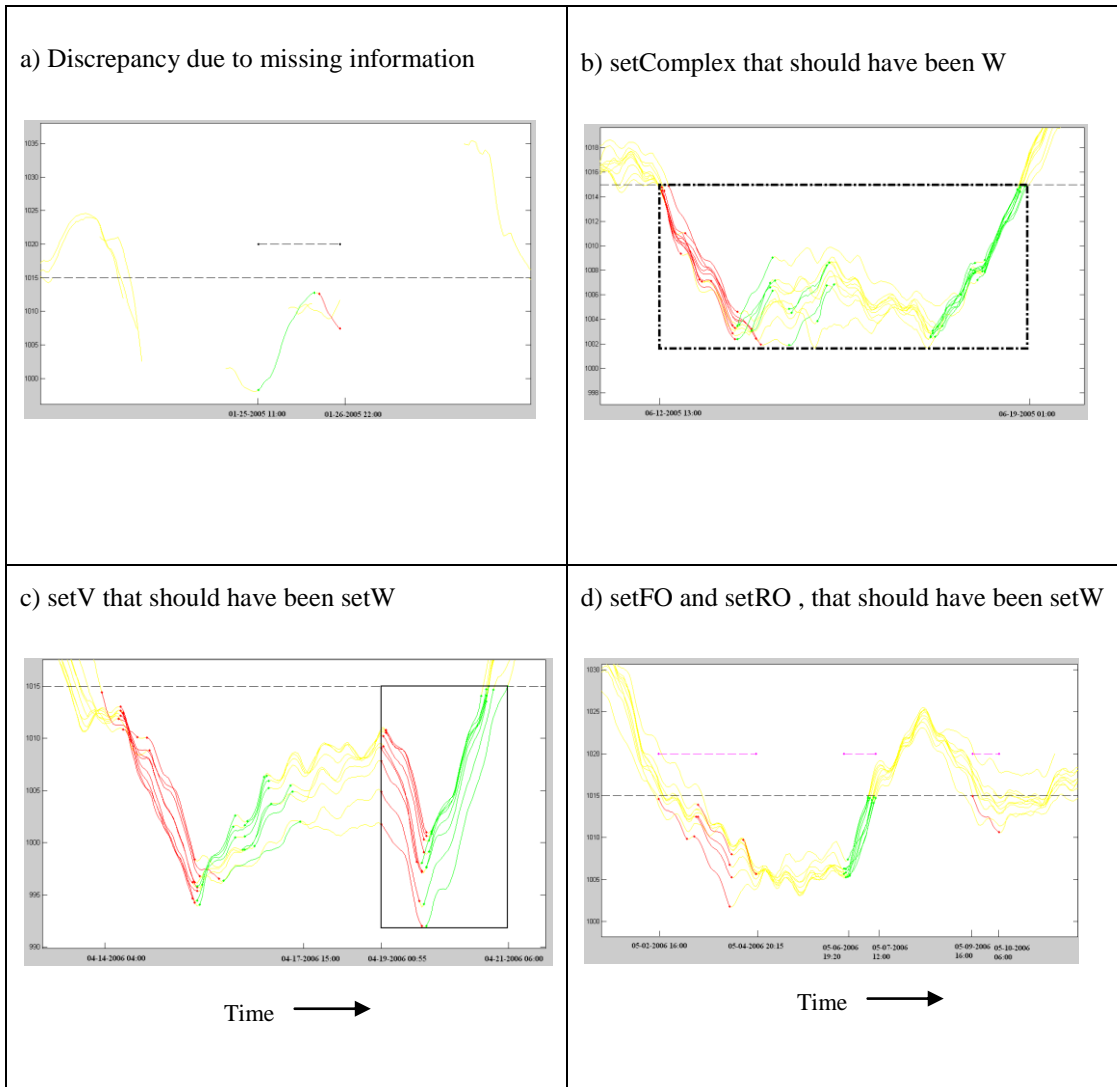 a) Discrepancy due to missing information
1035
1030
1025
1020
1015
1010
1005
1000
01-25-2005 11:00 01-26-2005 22:00
b) setComplex that should have been W
1018
1016
1014
1010
1008
1006
1004
1002
1000
998
06-12-2005 13:00 06-19-2005 01:00
c) setV that should have been setW
1015
1010
1005
1000
995
990
04-14-2006 04:00 04-17-2006 15:00 04-19-2006 00:55 04-21-2006 06:00
Time
d) setFO and setRO , that should have been setW
1030
1025
1020
1015
1010
1005
1000
05-02-2006 16:00 05-04-2006 20:15 05-06-2006 05-07-2006 05-09-2006 05-10-2006
19:20 12:00 16:00 06:00
Time